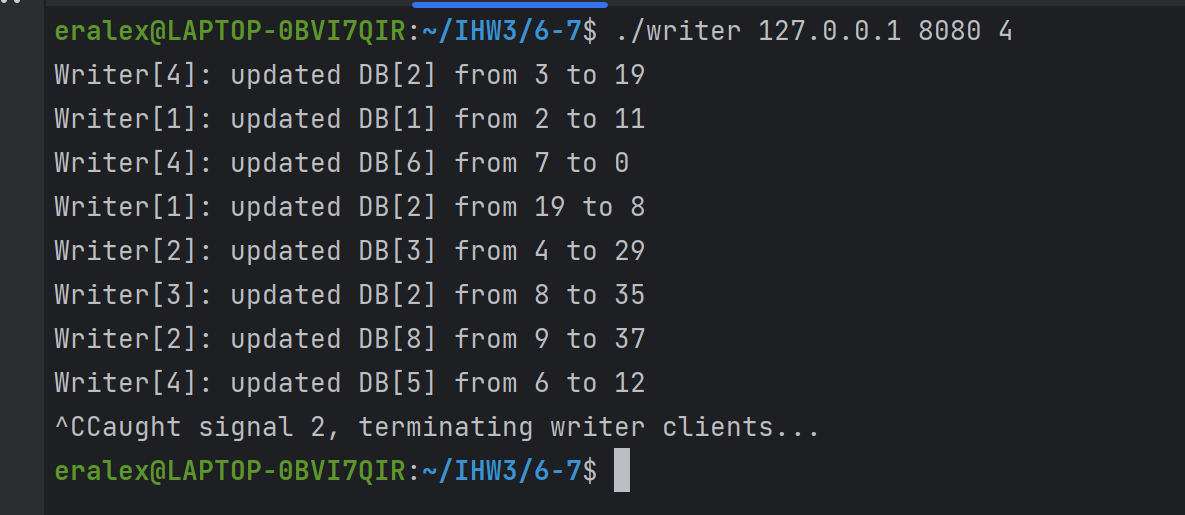 eralex@LAPTOP-0BVI7QIR:~/IHW3/6-7$ ./writer 127.0.0.1 8080 4
Writer[4]: updated DB[2] from 3 to 19
Writer[1]: updated DB[1] from 2 to 11
Writer[4]: updated DB[6] from 7 to 0
Writer[1]: updated DB[2] from 19 to 8
Writer[2]: updated DB[3] from 4 to 29
Writer[3]: updated DB[2] from 8 to 35
Writer[2]: updated DB[8] from 9 to 37
Writer[4]: updated DB[5] from 6 to 12
^CCaught signal 2, terminating writer clients...
eralex@LAPTOP-0BVI7QIR:~/IHW3/6-7$